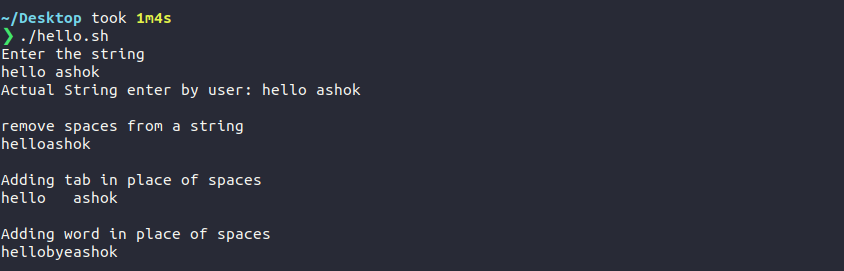 ~/Desktop took 1m4s
❯ ./hello.sh
Enter the string
hello ashok
Actual String enter by user: hello ashok

remove spaces from a string
helloashok

Adding tab in place of spaces
hello   ashok

Adding word in place of spaces
hellobyeashok